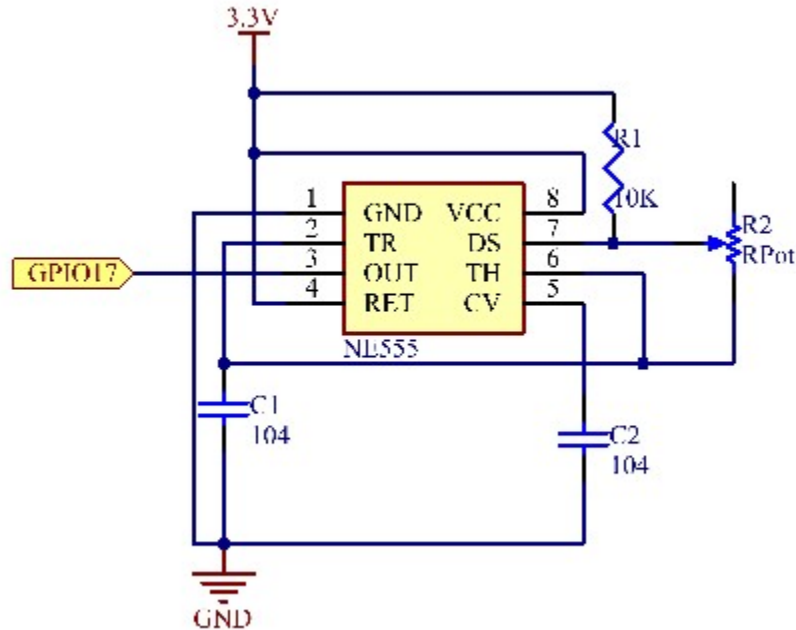 3.3V
R1
10K
1 GND VCC 8
2 TR DS 7
3 OUT TH 6
4 RET CV 5
R2
RPot
GPIO17
NE555
C1
104
C2
104
GND